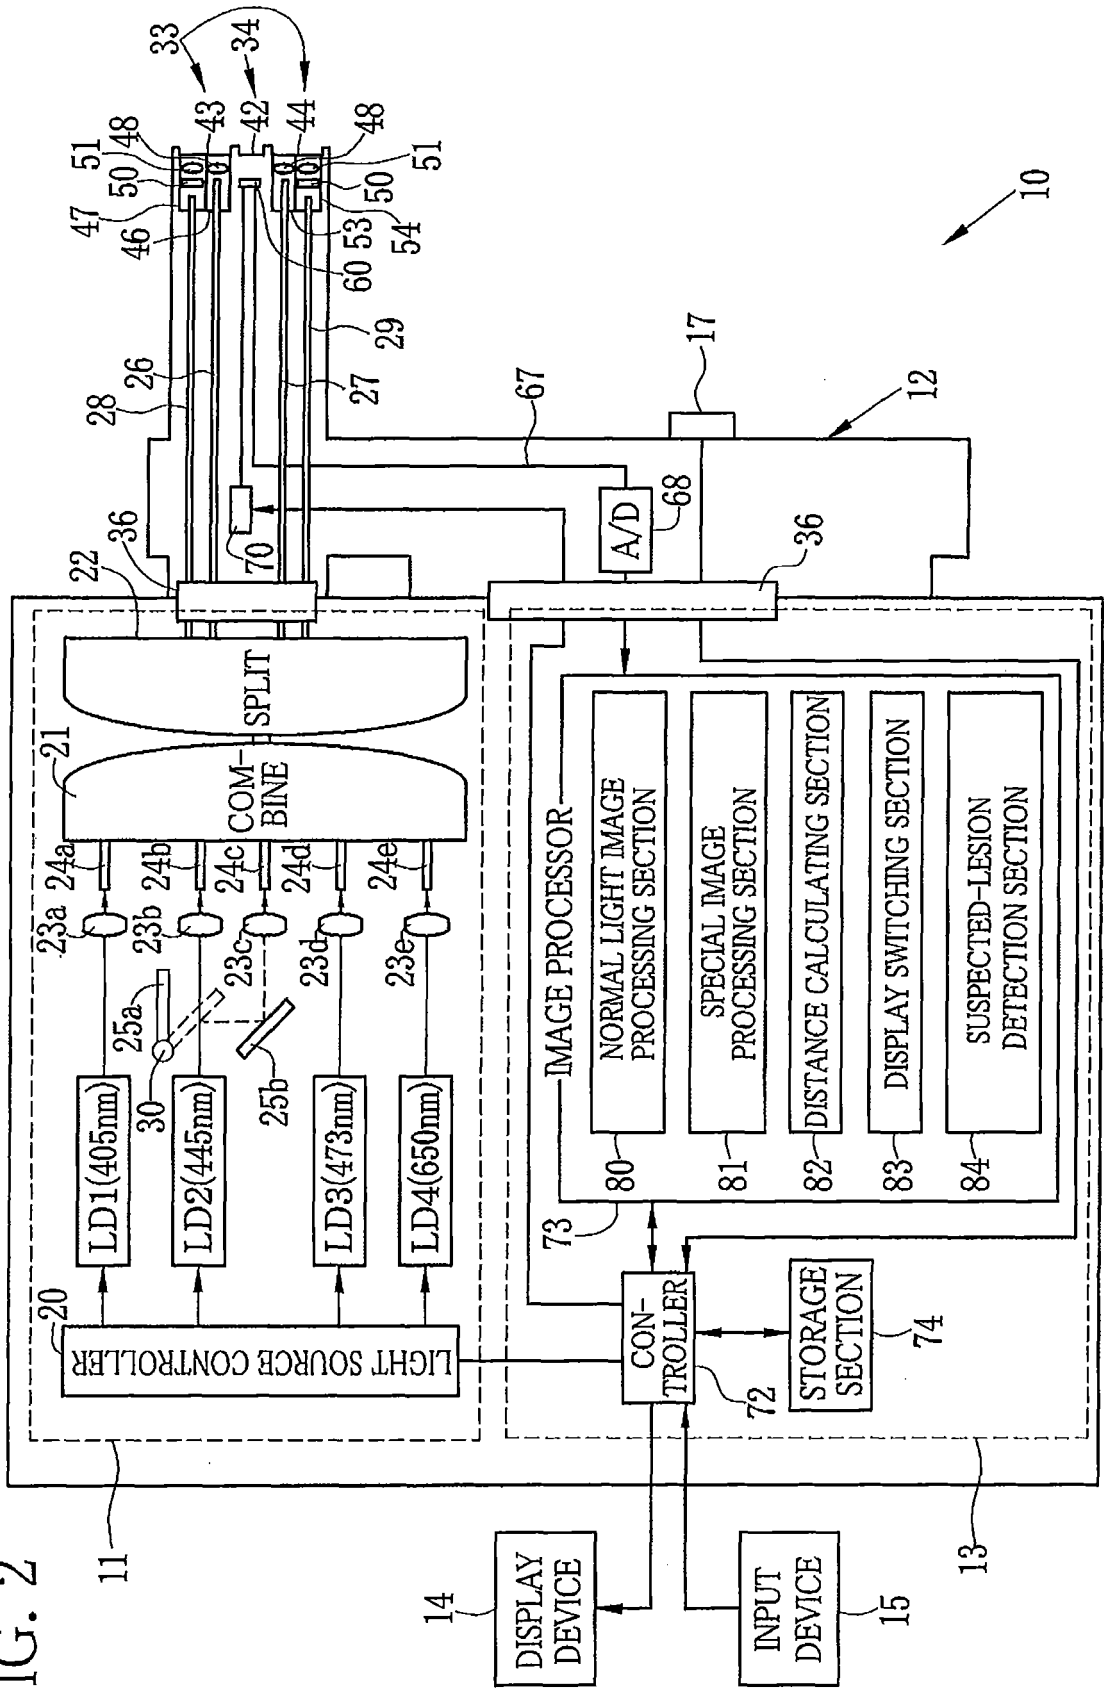 IG. 2
11
20
LIGHT SOURCE CONTROLLER
LD1(405nm)
LD2(445nm)
LD3(473nm)
LD4(650nm)
30
25a
25b
23a
23b
23c
23d
23e
24a
24b
24c
24d
24e
21
COM-
BINE
22
SPLIT
36
28
26
27
29
70
47
46
50
51
48
43
33
34
42
44
48
51
50
53
54
60
10
67
17
12
A/D
68
36
IMAGE PROCESSOR
73
NORMAL LIGHT IMAGE
PROCESSING SECTION
80
SPECIAL IMAGE
PROCESSING SECTION
81
DISTANCE CALCULATING SECTION
82
DISPLAY SWITCHING SECTION
83
SUSPECTED-LESION
DETECTION SECTION
84
CON-
TROLLER
72
STORAGE
SECTION
74
13
14
DISPLAY
DEVICE
INPUT
DEVICE
15